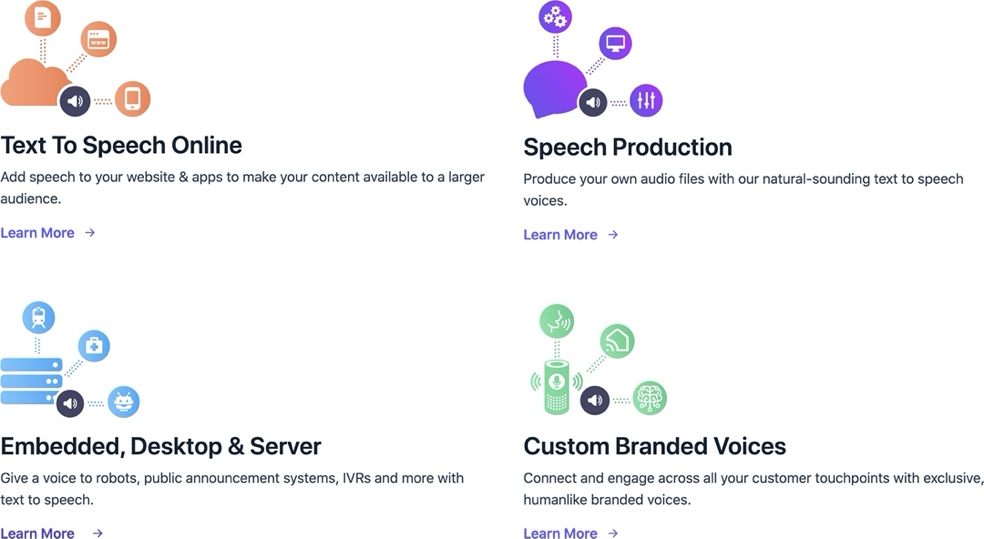 www
Text To Speech Online
Add speech to your website & apps to make your content available to a larger
audience.
Learn More →
Speech Production
Produce your own audio files with our natural-sounding text to speech
voices.
Learn More →
Embedded, Desktop & Server
Give a voice to robots, public announcement systems, IVRs and more with
text to speech.
Learn More →
Custom Branded Voices
Connect and engage across all your customer touchpoints with exclusive,
humanlike branded voices.
Learn More →